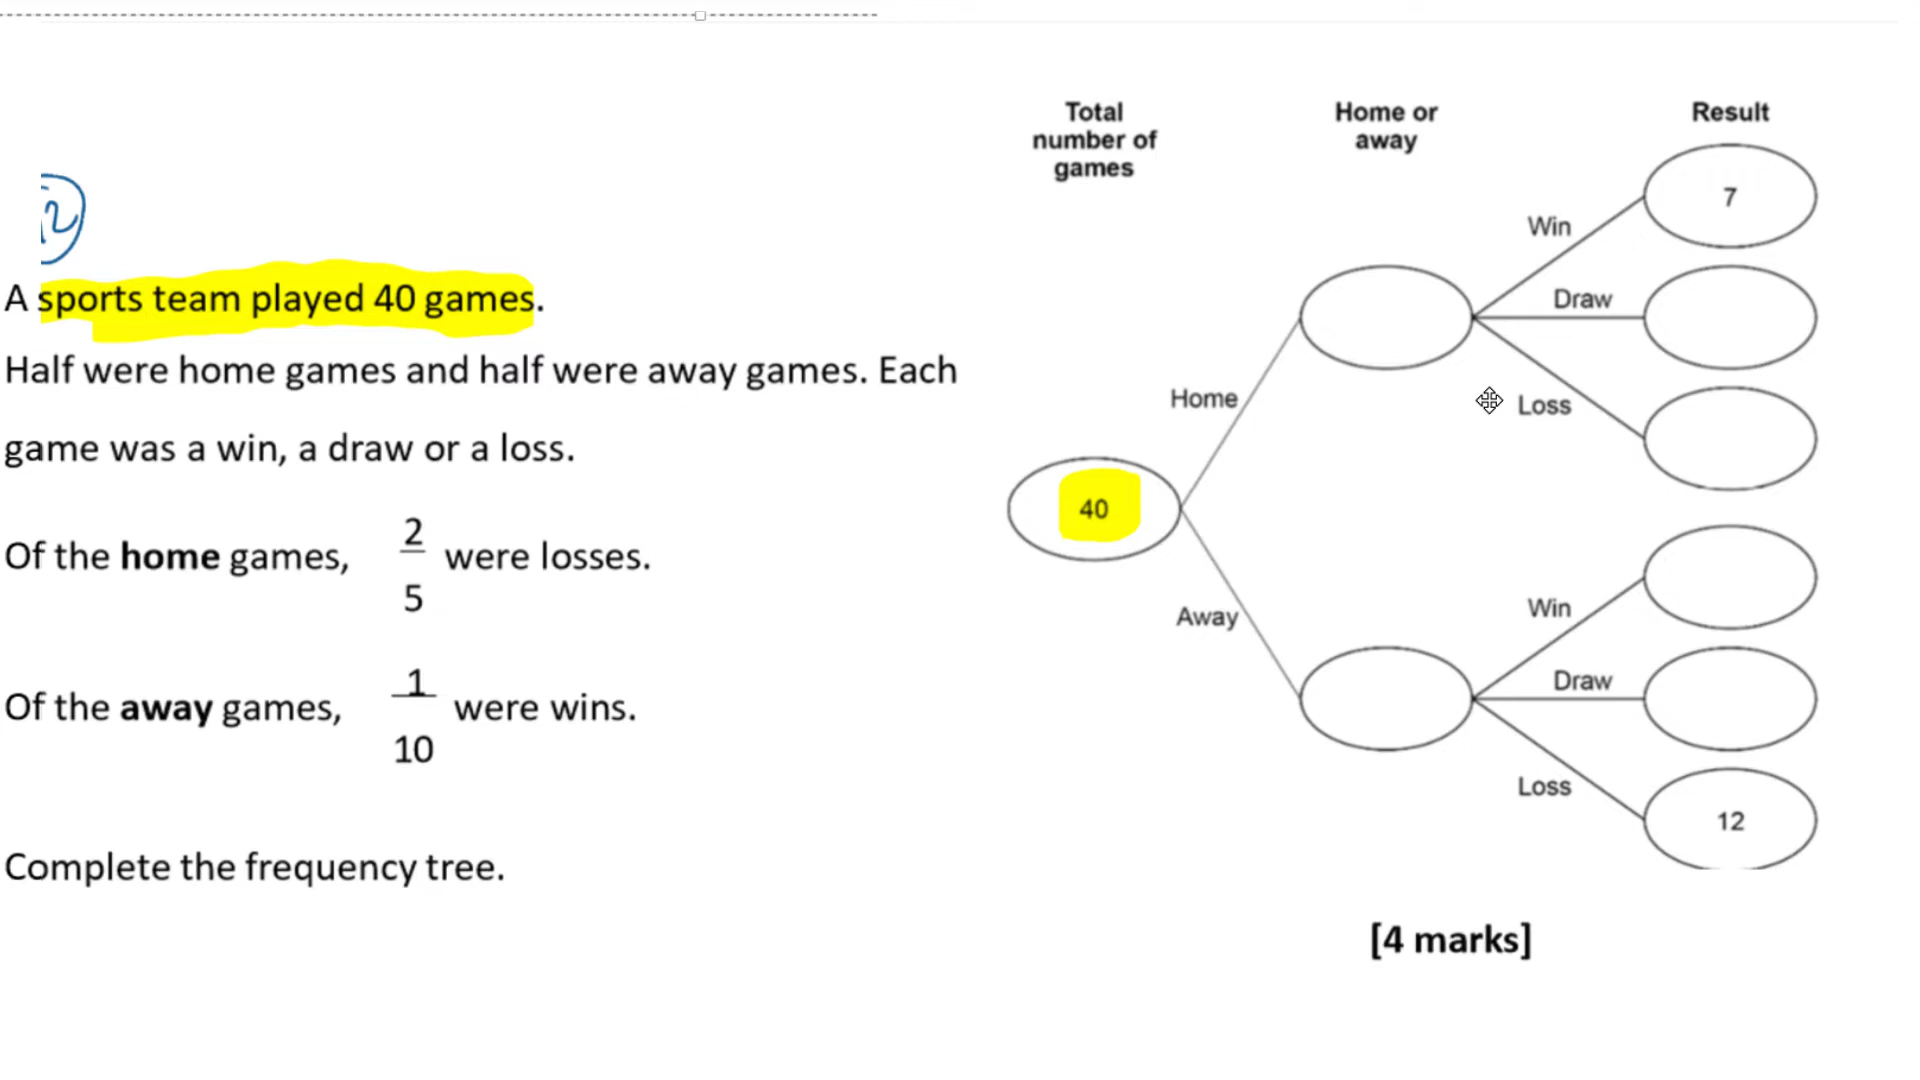 12
A sports team played 40 games.
Half were home games and half were away games. Each
game was a win, a draw or a loss.
Of the home games, 2/5 were losses.
Of the away games, 1/10 were wins.
Complete the frequency tree.
Total
number of
games
Home or
away
Result
40
Home
Away
Win
Draw
Loss
7
Win
Draw
Loss
12
[4 marks]